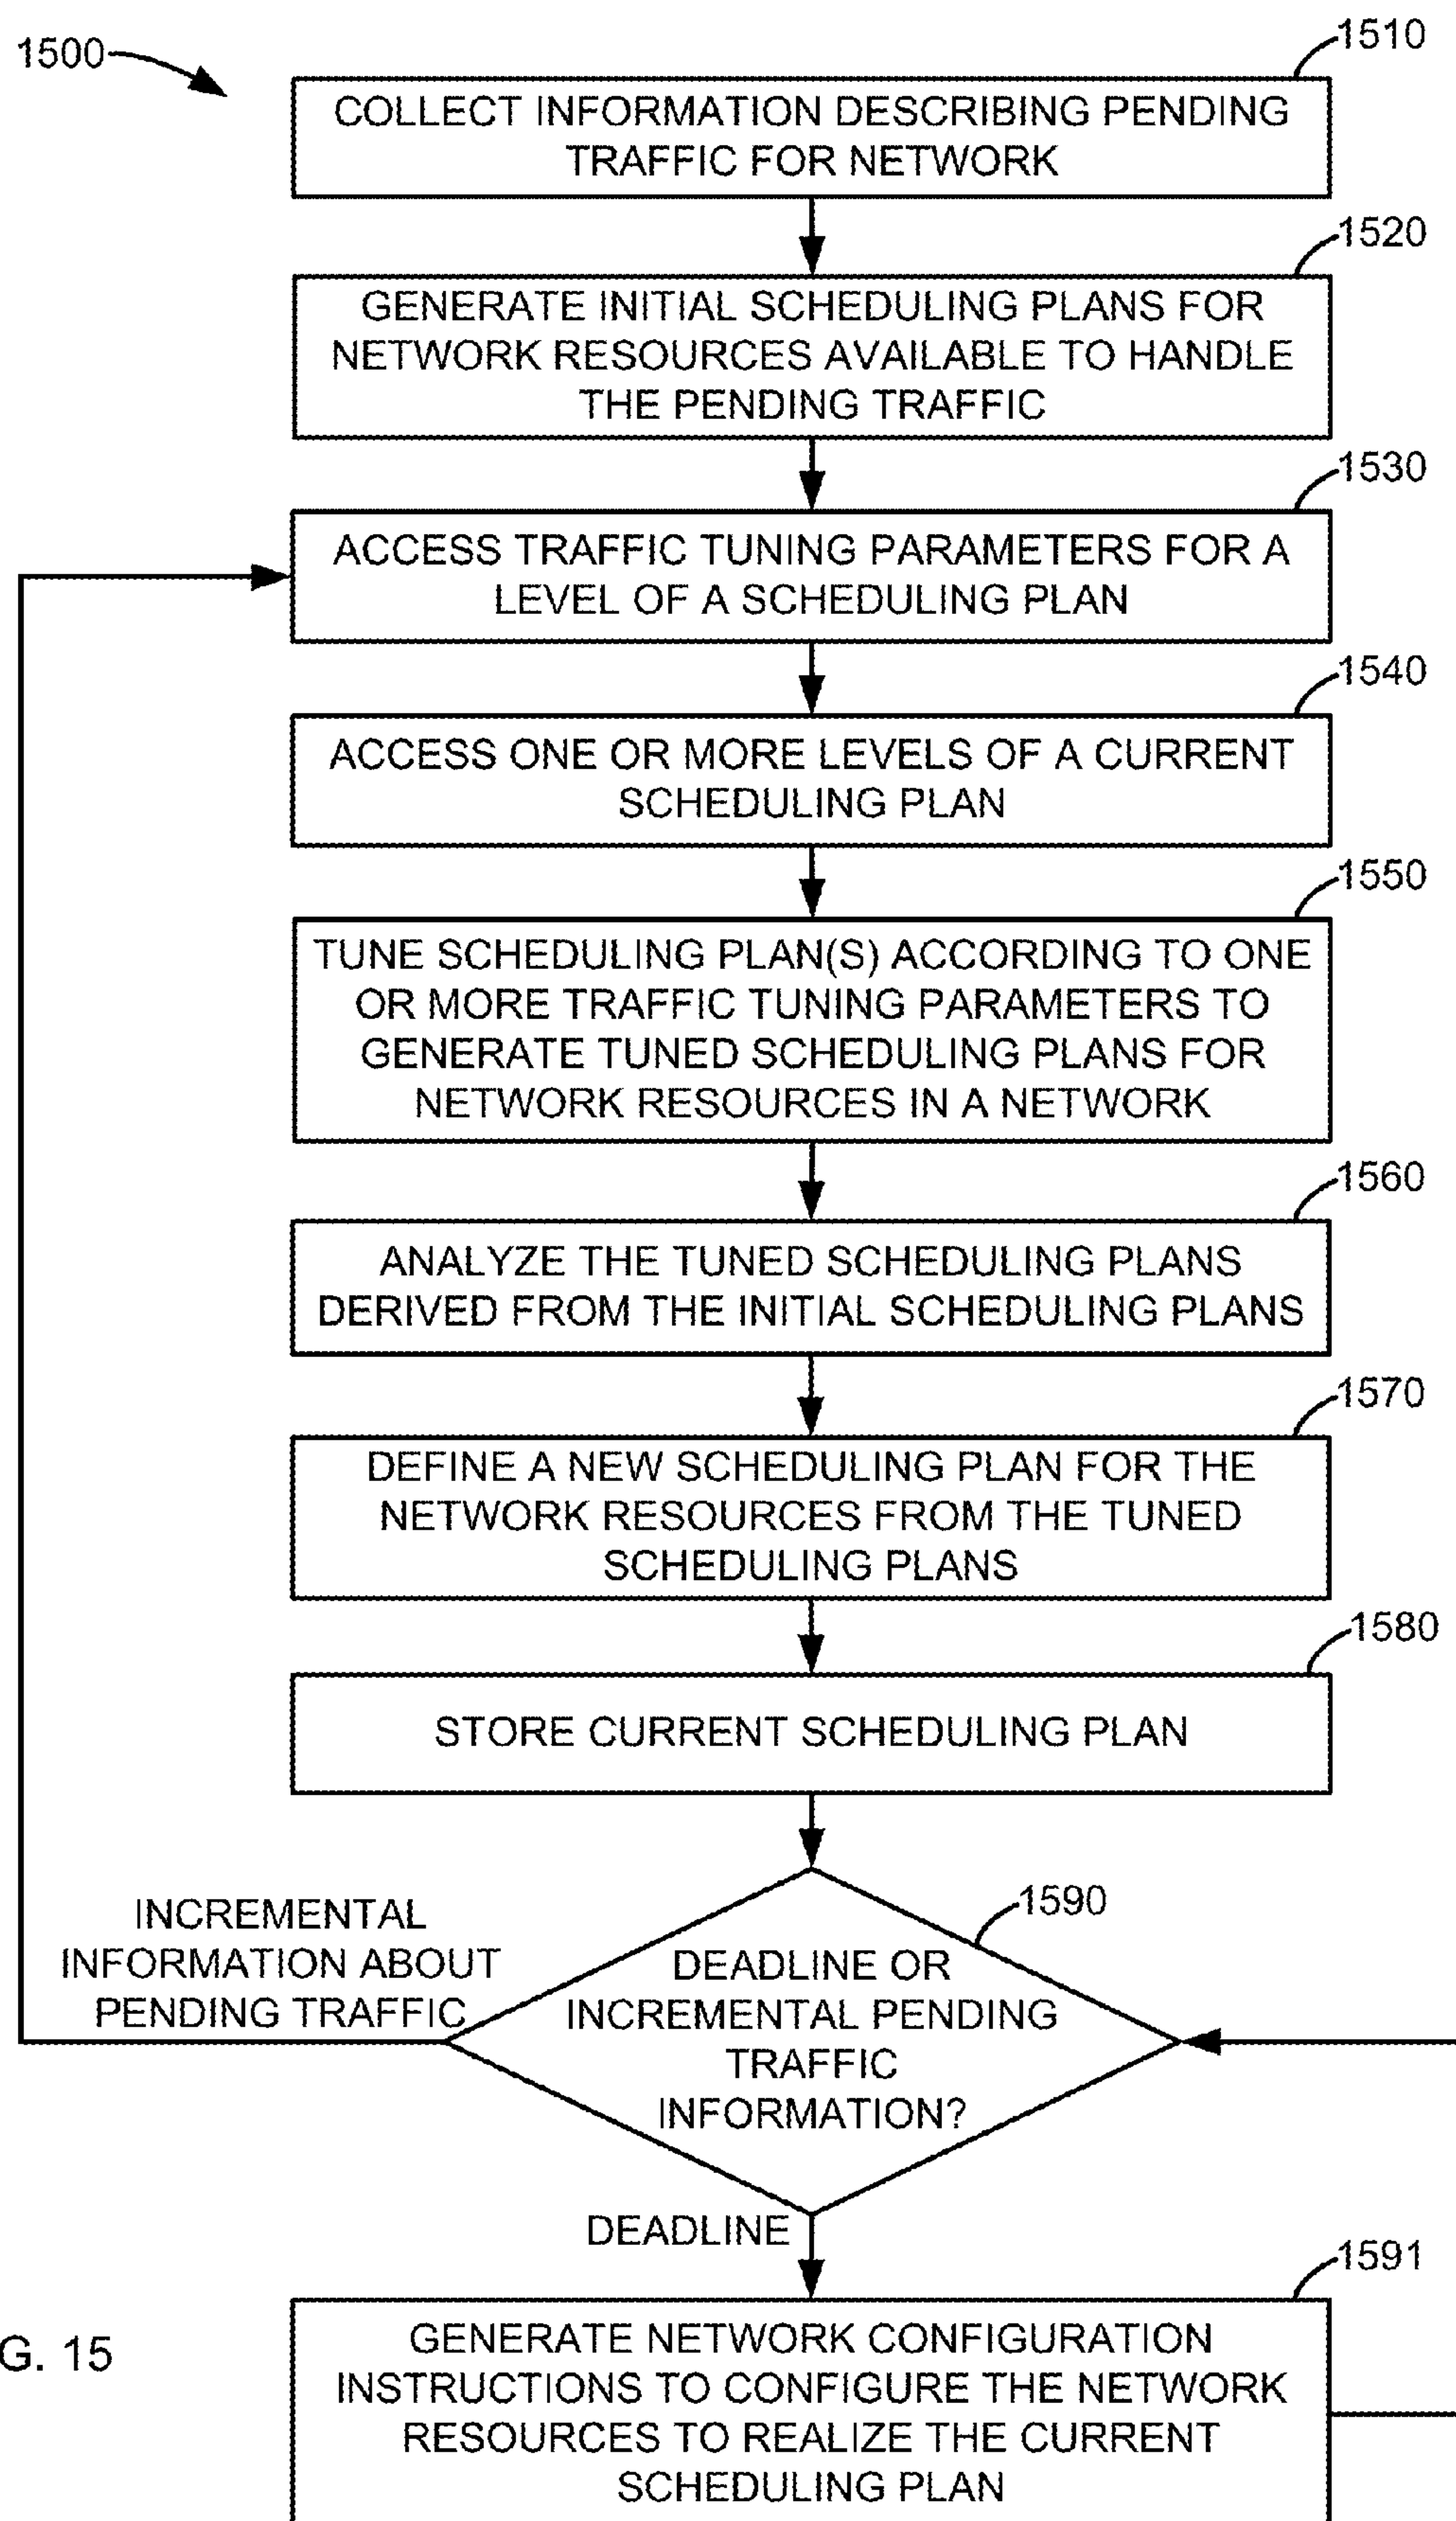 1500
1510
COLLECT INFORMATION DESCRIBING PENDING
TRAFFIC FOR NETWORK
1520
GENERATE INITIAL SCHEDULING PLANS FOR
NETWORK RESOURCES AVAILABLE TO HANDLE
THE PENDING TRAFFIC
1530
ACCESS TRAFFIC TUNING PARAMETERS FOR A
LEVEL OF A SCHEDULING PLAN
1540
ACCESS ONE OR MORE LEVELS OF A CURRENT
SCHEDULING PLAN
1550
TUNE SCHEDULING PLAN(S) ACCORDING TO ONE
OR MORE TRAFFIC TUNING PARAMETERS TO
GENERATE TUNED SCHEDULING PLANS FOR
NETWORK RESOURCES IN A NETWORK
1560
ANALYZE THE TUNED SCHEDULING PLANS
DERIVED FROM THE INITIAL SCHEDULING PLANS
1570
DEFINE A NEW SCHEDULING PLAN FOR THE
NETWORK RESOURCES FROM THE TUNED
SCHEDULING PLANS
1580
STORE CURRENT SCHEDULING PLAN
INCREMENTAL
INFORMATION ABOUT
PENDING TRAFFIC
1590
DEADLINE OR
INCREMENTAL PENDING
TRAFFIC
INFORMATION?
DEADLINE
1591
GENERATE NETWORK CONFIGURATION
INSTRUCTIONS TO CONFIGURE THE NETWORK
RESOURCES TO REALIZE THE CURRENT
SCHEDULING PLAN
G. 15